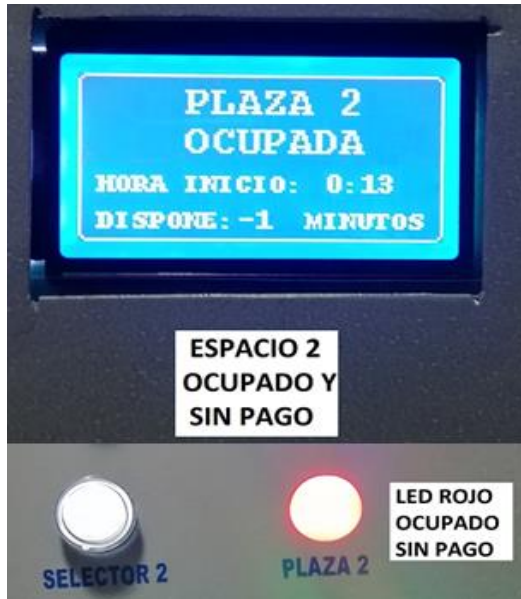 PLAZA 2
OCUPADA
HORA INICIO: 0:13
DISPONE: -1 MINUTOS
ESPACIO 2
OCUPADO Y
SIN PAGO
SELECTOR 2
PLAZA 2
LED ROJO
OCUPADO
SIN PAGO